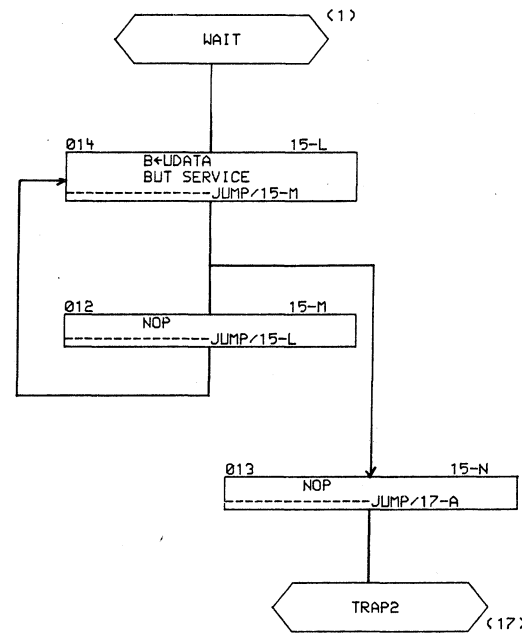 (1)
WAIT
014 15-L
B←UDATA
BUT SERVICE
JUMP/15-M
012 15-M
NOP
JUMP/15-L
013 15-N
NOP
JUMP/17-A
TRAP2
(17)